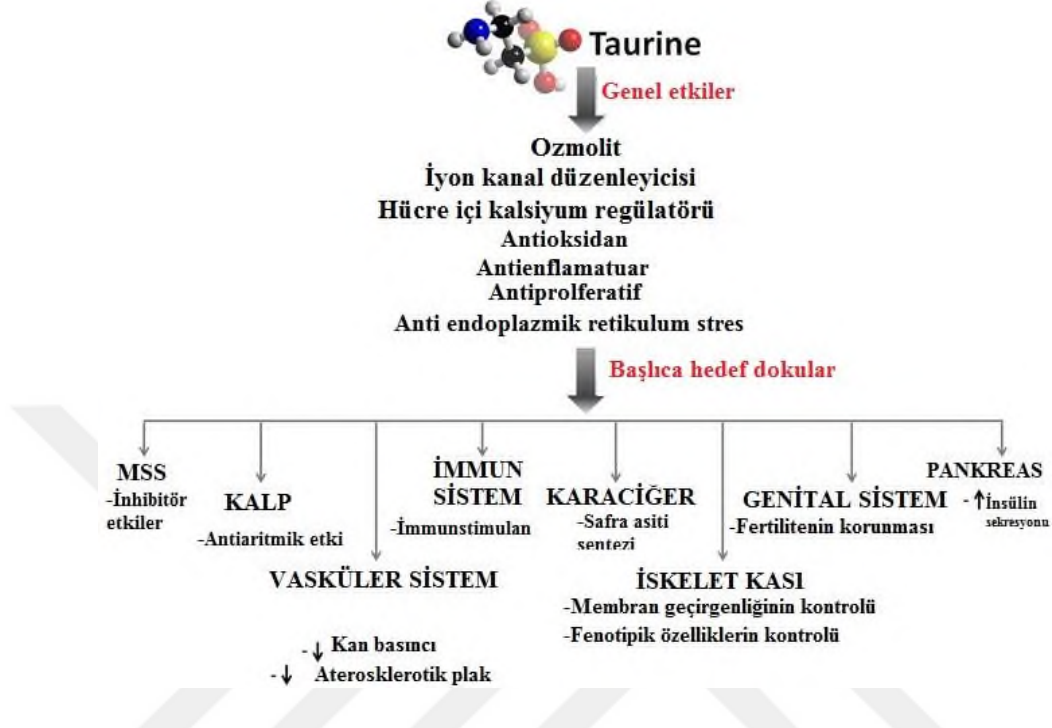 Taurine
Genel etkiler
Ozmolit
İyon kanal düzenleyicisi
Hücre içi kalsiyum regülatörü
Antioksidan
Antienflamatuar
Antiprolferatif
Anti endoplazmik retikulum stres
Başlıca hedef dokular
MSS
-İnhibitör
etkiler
KALP
-Antiaritmik etki
VASKÜLER SİSTEM
-↓ Kan basıncı
-↓ Aterosklerotik plak
İMMUN
SİSTEM
-İmmunstimulan
KARACİĞER
-Safra asiti
sentezi
İSKELET KASI
-Membran geçirgenliğinin kontrolü
-Fenotipik özelliklerin kontrolü
GENİTAL SİSTEM
-Fertilitenin korunması
PANKREAS
-↑İnsülin
sekresyonu